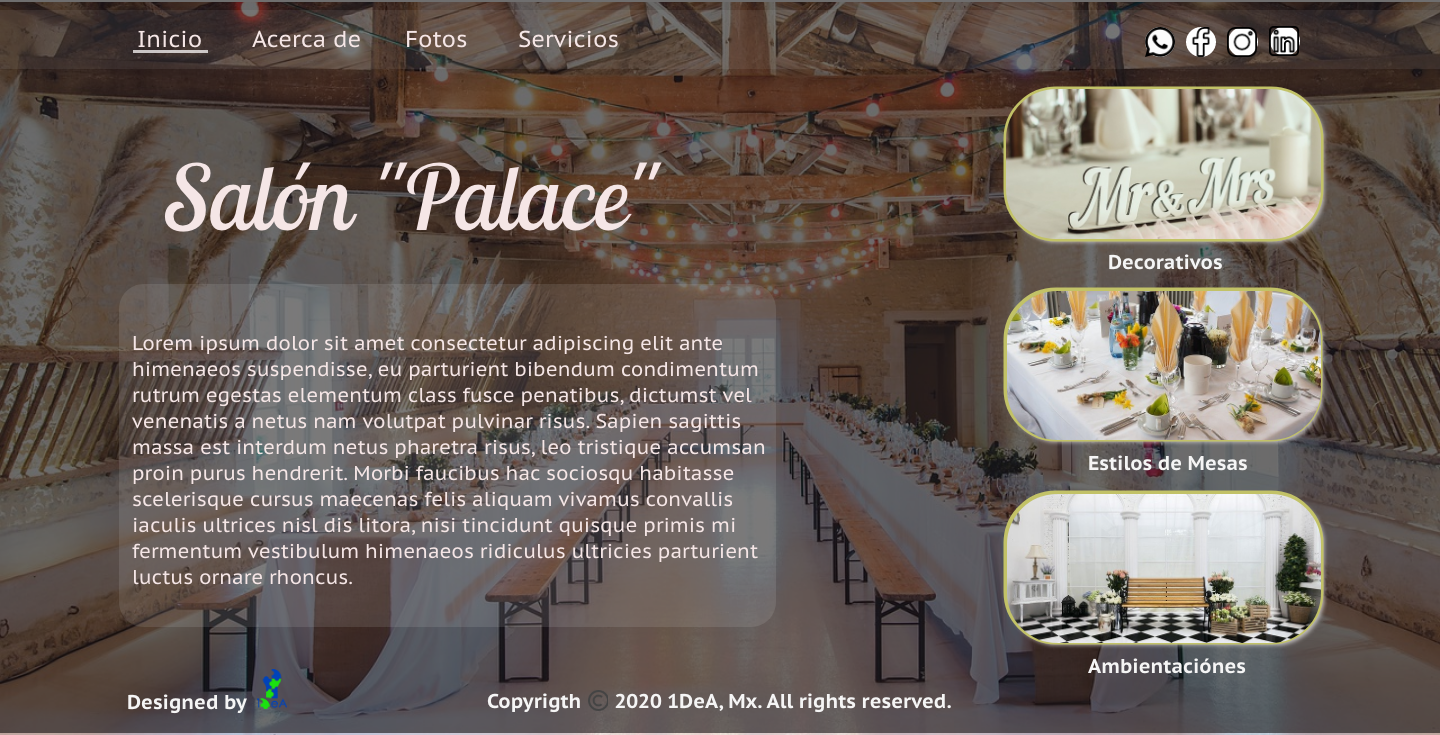 Inicio Acerca de Fotos Servicios
Salón "Palace"
Mr & Mrs
Decorativos
Lorem ipsum dolor sit amet consectetur adipiscing elit ante
himenaeos suspendisse, eu parturient bibendum condimentum
rutrum egestas elementum class fusce penatibus, dictumst vel
venenatis a netus nam volutpat pulvinar risus. Sapien sagittis
massa est interdum netus pharetra risus, leo tristique accumsan
proin purus hendrerit. Morbi faucibus hac sociosqu habitasse
scelerisque cursus maecenas felis aliquam vivamus convallis
iaculis ultrices nisl dis litora, nisi tincidunt quisque primis mi
fermentum vestibulum himenaeos ridiculus ultricies parturient
luctus ornare rhoncus.
Estilos de Mesas
Ambientaciónes
Designed by
Copyrigth © 2020 1DeA, Mx. All rights reserved.